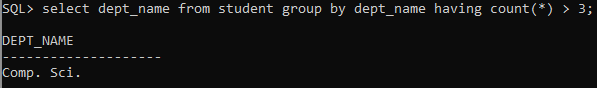 SQL> select dept_name from student group by dept_name having count(*) > 3;
DEPT_NAME
--------------------
Comp. Sci.